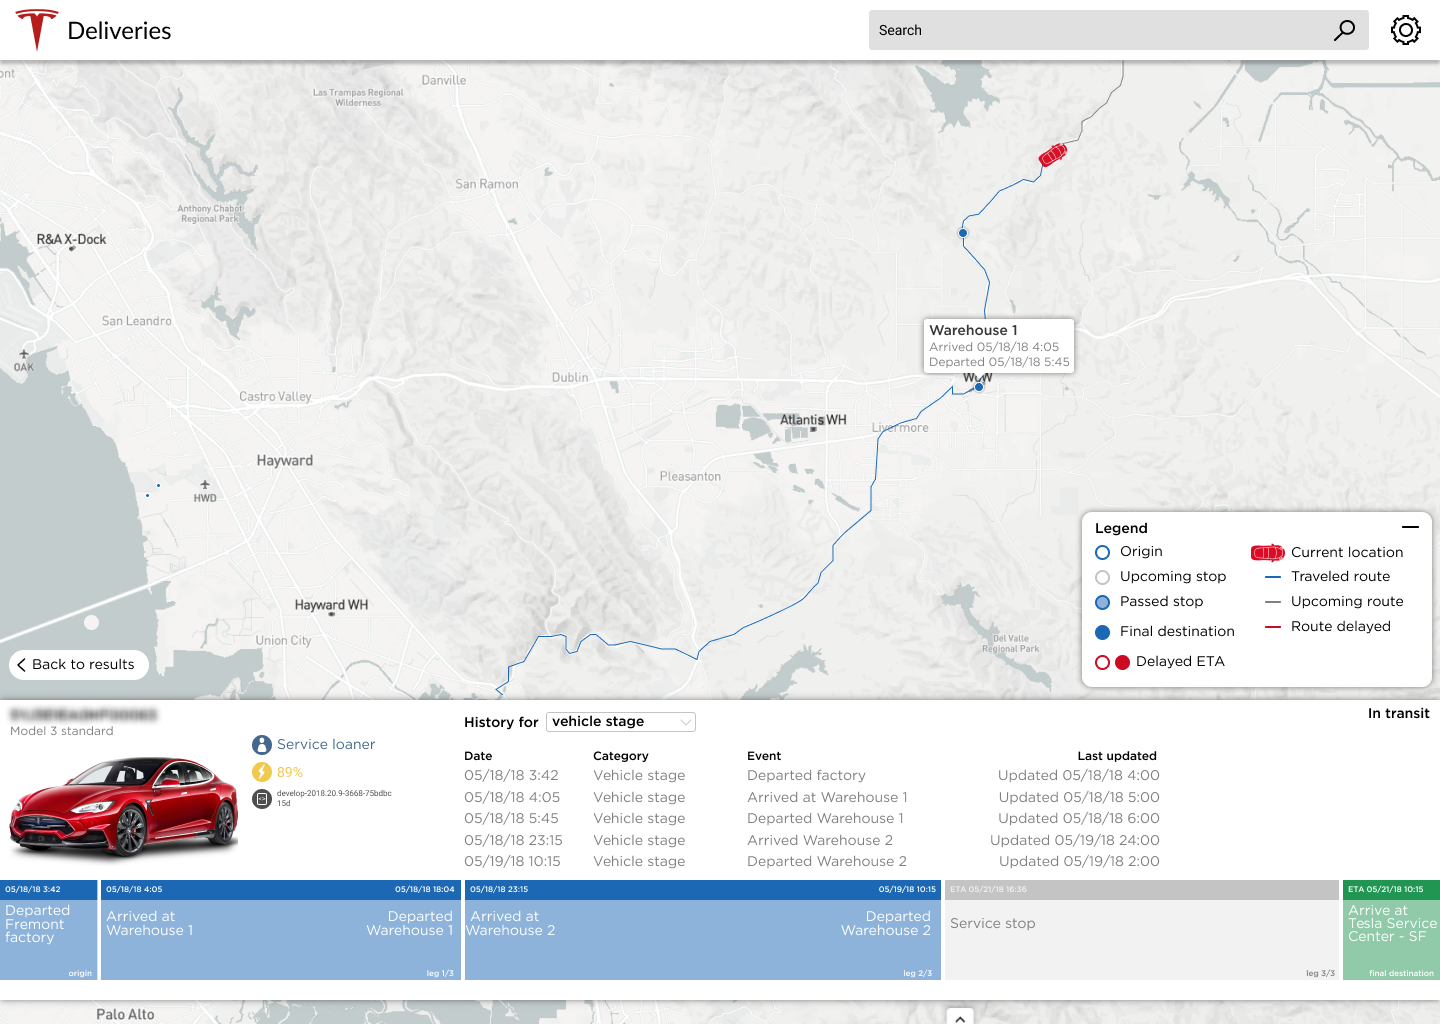 Deliveries
Search
ont
Danville
Las Trampas Regional
Wilderness
San Ramon
Anthony Chabot
Regional Park
R&A X-Dock
San Leandro
OAK
Warehouse 1
Arrived 05/18/18 4:05
Departed 05/18/18 5:45
WoW
Dublin
Castro Valley
Atlantis WH
Livermore
Hayward
Pleasanton
HWD
Hayward WH
Union City
Del Valle
Regional Park
Legend
Origin
Current location
Upcoming stop
Traveled route
Passed stop
Upcoming route
Final destination
Route delayed
Delayed ETA
Back to results
Model 3 standard
Service loaner
89%
develop-2018.20.9-3668-75bdbc
15d
History for vehicle stage
In transit
Date Category Event Last updated
05/18/18 3:42 Vehicle stage Departed factory Updated 05/18/18 4:00
05/18/18 4:05 Vehicle stage Arrived at Warehouse 1 Updated 05/18/18 5:00
05/18/18 5:45 Vehicle stage Departed Warehouse 1 Updated 05/18/18 6:00
05/18/18 23:15 Vehicle stage Arrived Warehouse 2 Updated 05/19/18 24:00
05/19/18 10:15 Vehicle stage Departed Warehouse 2 Updated 05/19/18 2:00
05/18/18 3:42
Departed
Fremont
factory
origin
05/18/18 4:05
05/18/18 18:04
Arrived at
Warehouse 1
Departed
Warehouse 1
leg 1/3
05/18/18 23:15
05/19/18 10:15
Arrived at
Warehouse 2
Departed
Warehouse 2
leg 2/3
ETA 05/21/18 16:36
Service stop
leg 3/3
ETA 05/21/18 10:15
Arrive at
Tesla Service
Center - SF
final destination
Palo Alto